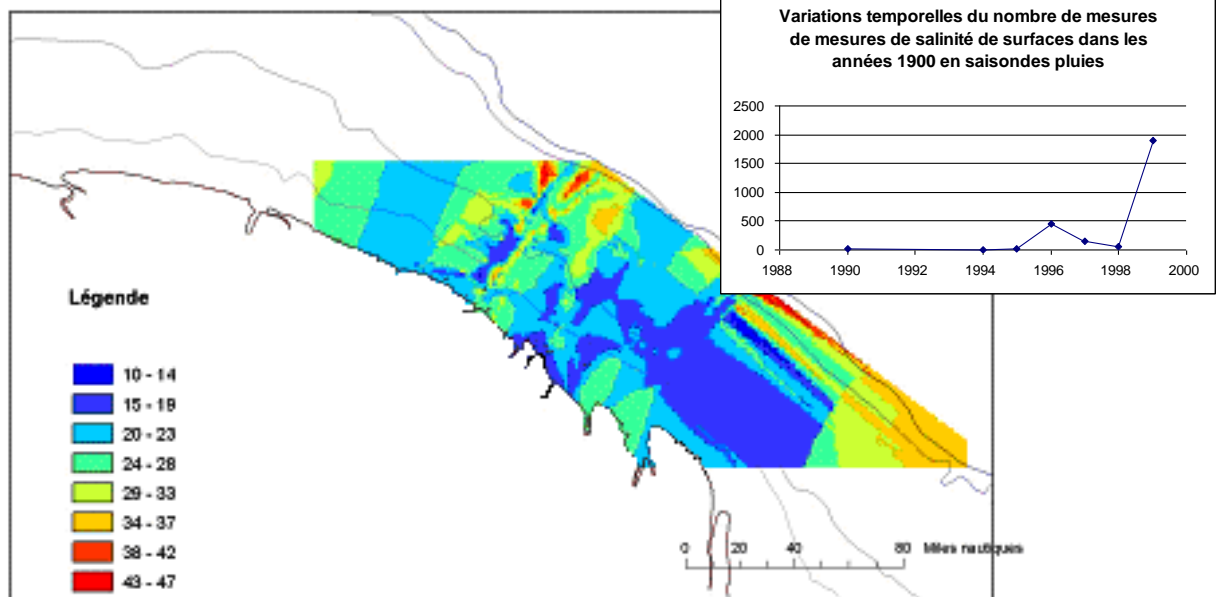 Variations temporelles du nombre de mesures
de mesures de salinité de surfaces dans les
années 1900 en saisondes pluies
2500
2000
1500
1000
500
0
1988 1990 1992 1994 1996 1998 2000
Légende
10 - 14
15 - 19
20 - 23
24 - 28
29 - 33
34 - 37
38 - 42
43 - 47
0 20 40 80 Miles nautiques